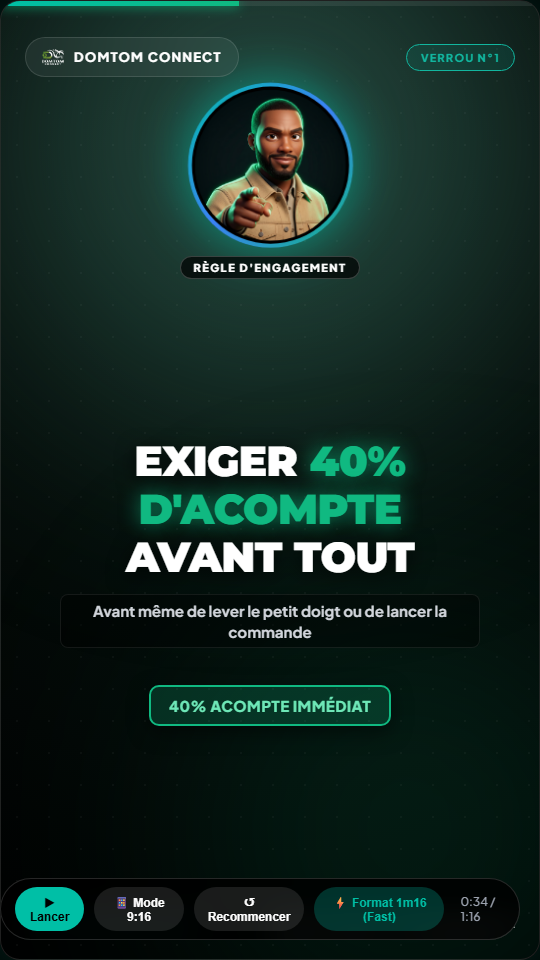 DOMTOM CONNECT
VERROU N°1
RÈGLE D'ENGAGEMENT
EXIGER 40%
D'ACOMPTE
AVANT TOUT
Avant même de lever le petit doigt ou de lancer la
commande
40% ACOMPTE IMMÉDIAT
Lancer
Mode
9:16
Recommencer
Format 1m16
(Fast)
0:34 /
1:16